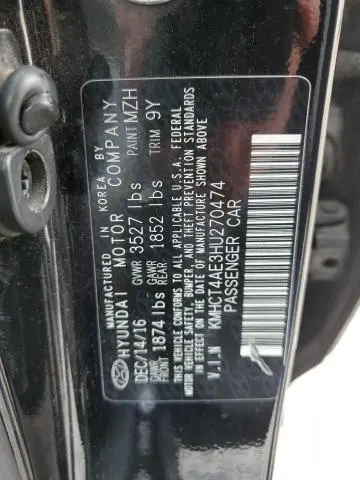 MANUFACTURED IN KOREA BY
HYUNDAI MOTOR COMPANY
DEC/14/16 GVWR 3527 lbs PAINT MZH
GAWR FRONT 1874 lbs GAWR REAR 1852 lbs TRIM 9Y
THIS VEHICLE CONFORMS TO ALL APPLICABLE U.S.A. FEDERAL
MOTOR VEHICLE SAFETY, BUMPER, AND THEFT PREVENTION STANDARDS
IN EFFECT ON THE DATE OF MANUFACTURE SHOWN ABOVE.
V.I.N KMHCT4AE3HU270474
PASSENGER CAR